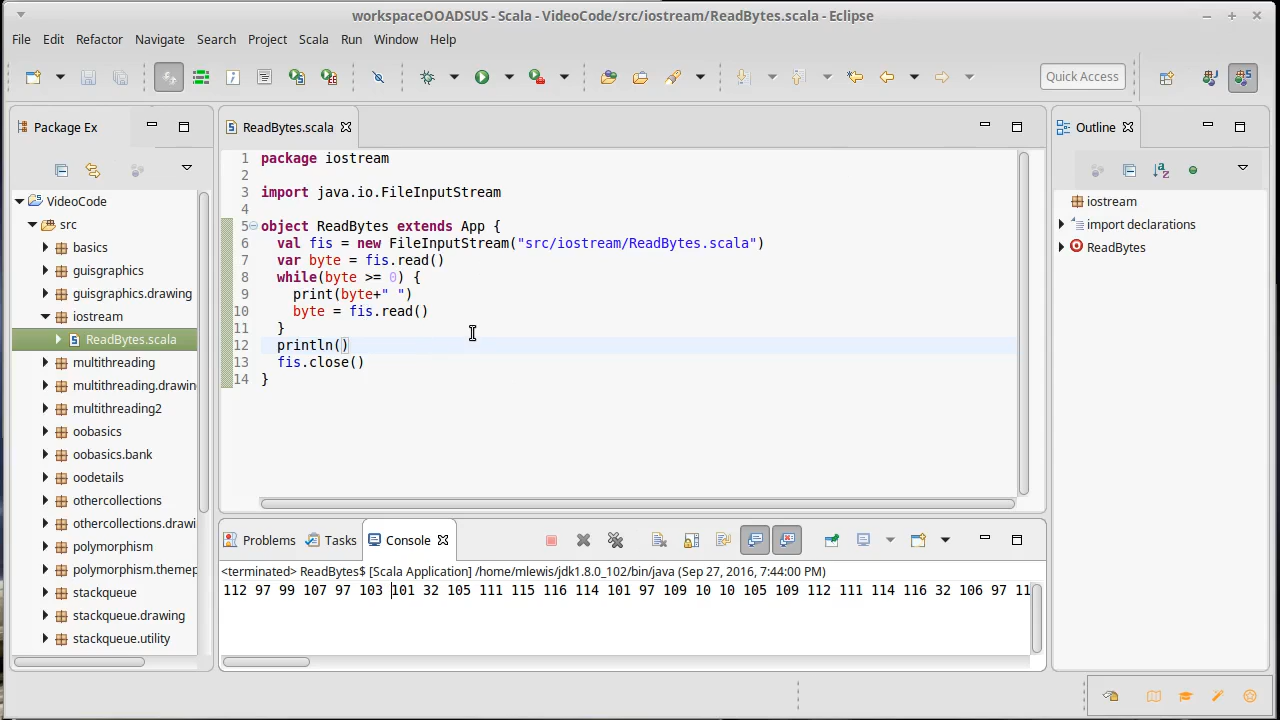 workspaceOOADSUS - Scala - VideoCode/src/iostream/ReadBytes.scala - Eclipse
File Edit Refactor Navigate Search Project Scala Run Window Help
Quick Access
Package Ex
VideoCode
src
basics
guisgraphics
guisgraphics.drawing
iostream
ReadBytes.scala
multithreading
multithreading.drawin
multithreading2
oobasics
oobasics.bank
oodetails
othercollections
othercollections.drawi
polymorphism
polymorphism.themep
stackqueue
stackqueue.drawing
stackqueue.utility
ReadBytes.scala
1 package iostream
2
3 import java.io.FileInputStream
4
5 object ReadBytes extends App {
6 val fis = new FileInputStream("src/iostream/ReadBytes.scala")
7 var byte = fis.read()
8 while(byte >= 0) {
9 print(byte+" ")
10 byte = fis.read()
11 }
12 println()
13 fis.close()
14 }
Outline
iostream
import declarations
ReadBytes
Problems Tasks Console
<terminated> ReadBytes$ [Scala Application] /home/mlewis/jdk1.8.0_102/bin/java (Sep 27, 2016, 7:44:00 PM)
112 97 99 107 97 103 101 32 105 111 115 116 114 101 97 109 10 10 105 109 112 111 114 116 32 106 97 11